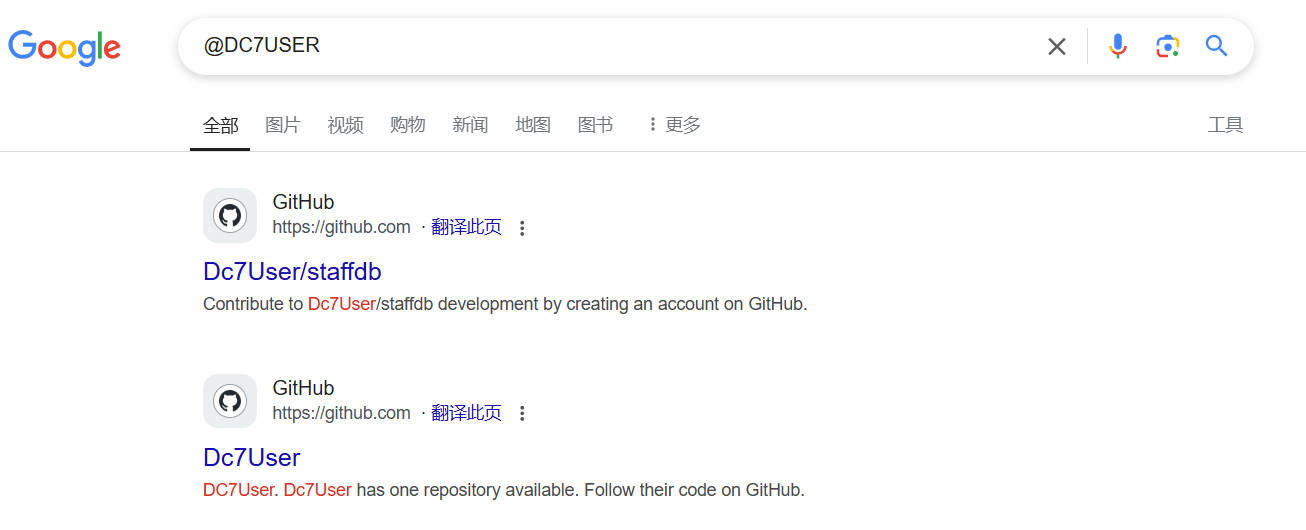 Google
@DC7USER
全部 图片 视频 购物 新闻 地图 图书 更多 工具
GitHub
https://github.com · 翻译此页
Dc7User/staffdb
Contribute to Dc7User/staffdb development by creating an account on GitHub.
GitHub
https://github.com · 翻译此页
Dc7User
DC7User. Dc7User has one repository available. Follow their code on GitHub.